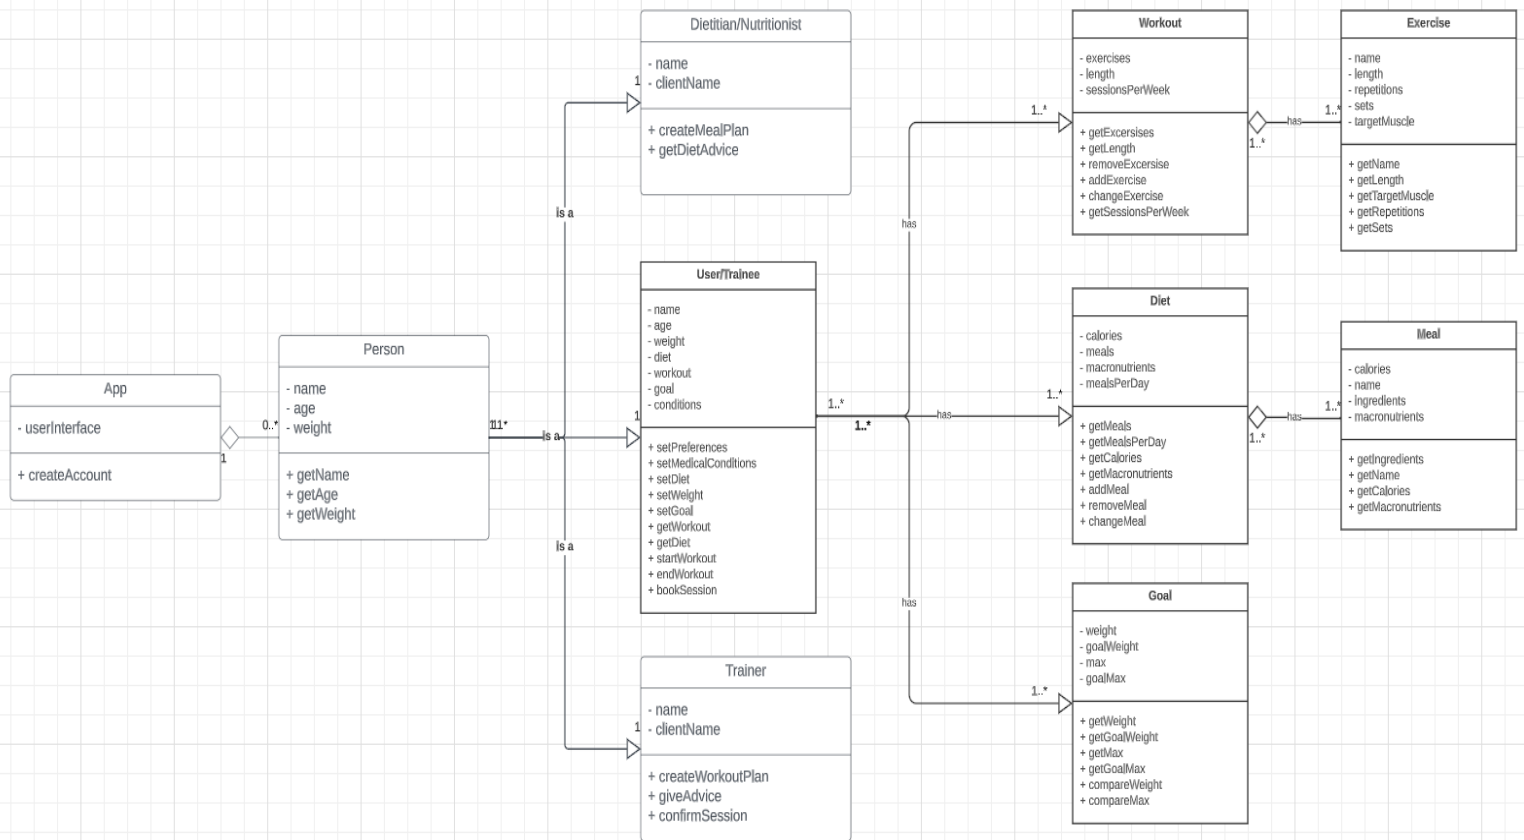 App
- userInterface
+ createAccount
1
0..*
Person
- name
- age
- weight
+ getName
+ getAge
+ getWeight
is a
is a
is a
1
Dietitian/Nutritionist
- name
- clientName
+ createMealPlan
+ getDietAdvice
1
User/Trainee
- name
- age
- weight
- diet
- workout
- goal
- conditions
+ setPreferences
+ setMedicalConditions
+ setDiet
+ setWeight
+ setGoal
+ getWorkout
+ getDiet
+ startWorkout
+ endWorkout
+ bookSession
1
Trainer
- name
- clientName
+ createWorkoutPlan
+ giveAdvice
+ confirmSession
1..*
1..*
has
has
has
1..*
Workout
- exercises
- length
- sessionsPerWeek
+ getExcersises
+ getLength
+ removeExcersise
+ addExercise
+ changeExercise
+ getSessionsPerWeek
1..*
has
1..*
Exercise
- name
- length
- repetitions
- sets
- targetMuscle
+ getName
+ getLength
+ getTargetMuscle
+ getRepetitions
+ getSets
1..*
Diet
- calories
- meals
- macronutrients
- mealsPerDay
+ getMeals
+ getMealsPerDay
+ getCalories
+ getMacronutrients
+ addMeal
+ removeMeal
+ changeMeal
1..*
has
1..*
Meal
- calories
- name
- ingredients
- macronutrients
+ getIngredients
+ getName
+ getCalories
+ getMacronutrients
1..*
Goal
- weight
- goalWeight
- max
- goalMax
+ getWeight
+ getGoalWeight
+ getMax
+ getGoalMax
+ compareWeight
+ compareMax